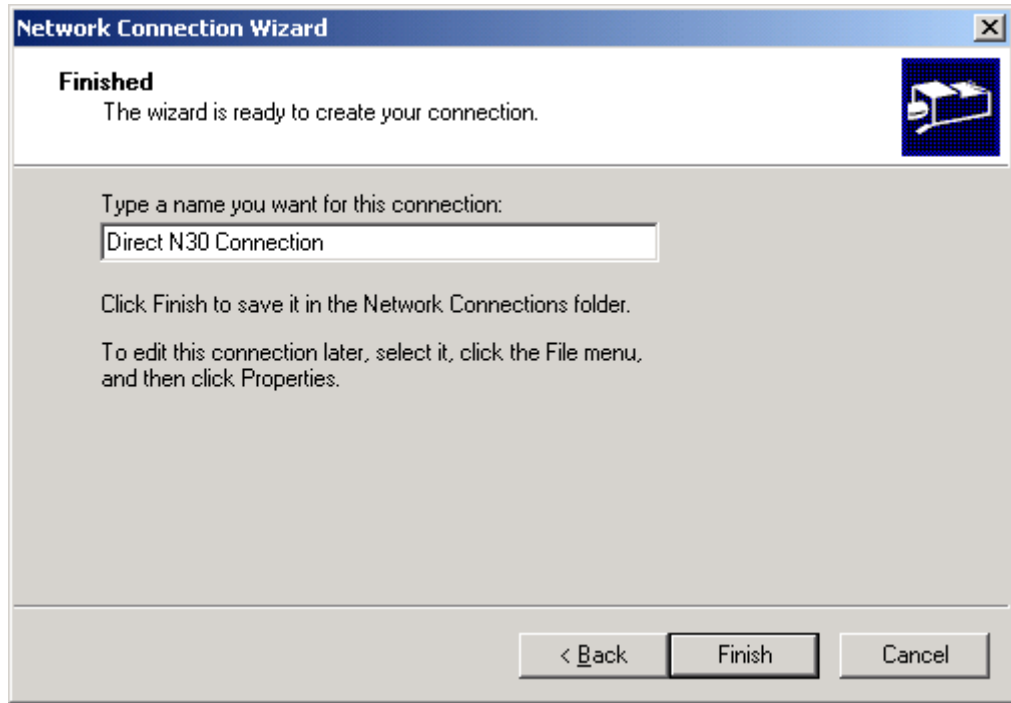 Network Connection Wizard
Finished
The wizard is ready to create your connection.
Type a name you want for this connection:
Direct N30 Connection
Click Finish to save it in the Network Connections folder.
To edit this connection later, select it, click the File menu,
and then click Properties.
< Back
Finish
Cancel